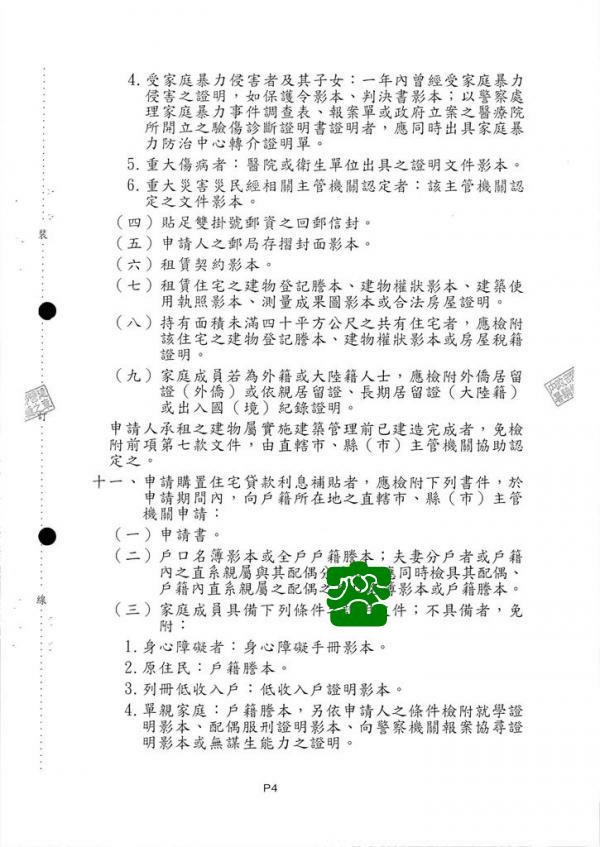 4.受家庭暴力侵害者及其子女：一年內曾經受家庭暴力
侵害之證明，如保護令影本、判決書影本；以警察處
理家庭暴力事件調查表、報案單或政府立案之醫療院
所開立之驗傷診斷證明書證明者，應同時出具家庭暴
力防治中心轉介證明單。
5.重大傷病者：醫院或衛生單位出具之證明文件影本。
6.重大災害災民經相關主管機關認定者：該主管機關認
定之文件影本。
（四）貼足雙掛號郵資之回郵信封。
裝
（五）申請人之郵局存摺封面影本。
（六）租賃契約影本。
（七）租賃住宅之建物登記謄本、建物權狀影本、建築使
用執照影本、測量成果圖影本或合法房屋證明。
（八）持有面積未滿四十平方公尺之共有住宅者，應檢附
該住宅之建物登記謄本、建物權狀影本或房屋稅籍
證明。
（九）家庭成員若為外籍或大陸籍人士，應檢附外僑居留
證（外僑）或依親居留證、長期居留證（大陸籍）
或出入國（境）紀錄證明。
訂
申請人承租之建物屬實施建築管理前已建造完成者，免檢
附前項第七款文件，由直轄市、縣（市）主管機關協助認
定之。
十一、申請購置住宅貸款利息補貼者，應檢附下列書件，於
申請期間內，向戶籍所在地之直轄市、縣（市）主管
機關申請：
（一）申請書。
（二）戶口名簿影本或全戶戶籍謄本；夫妻分戶者或戶籍
線
內之直系親屬與其配偶分應同時檢具其配偶、
戶籍內直系親屬之配偶之簿影本或戶籍謄本。
（三）家庭成員具備下列條件一件；不具備者，免
附：
1.身心障礙者：身心障礙手冊影本。
2.原住民：戶籍謄本。
3.列冊低收入戶：低收入戶證明影本。
4.單親家庭：戶籍謄本，另依申請人之條件檢附就學證
明影本、配偶服刑證明影本、向警察機關報案協尋證
明影本或無謀生能力之證明。
P4